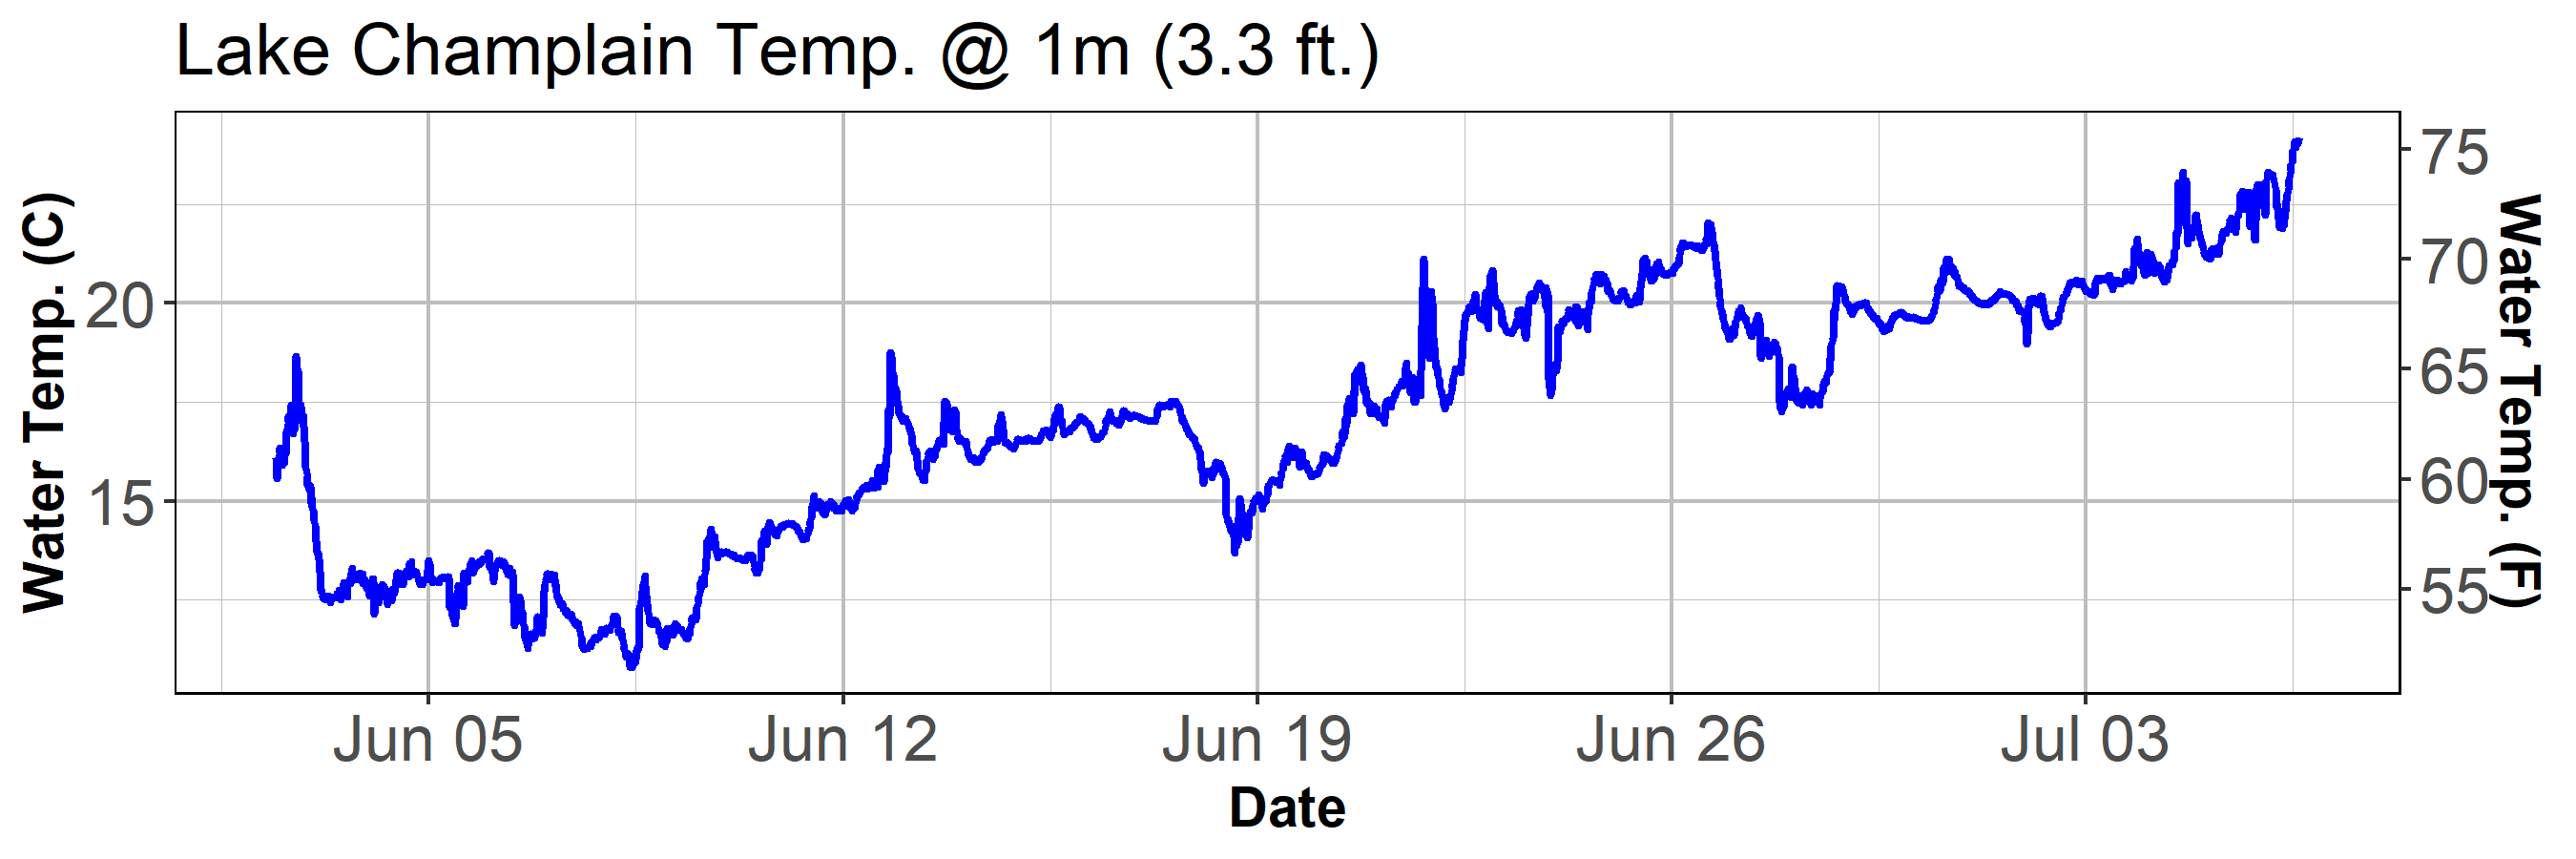 Lake Champlain Temp. @ 1m (3.3 ft.)
Water Temp. (C)
20
15
75
70
65
60
55
Water Temp. (F)
Jun 05 Jun 12 Jun 19 Jun 26 Jul 03
Date